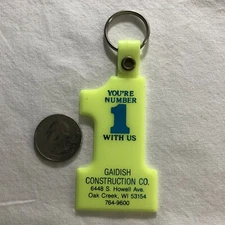 YOU'RE
NUMBER
1
WITH US
GAIDISH
CONSTRUCTION CO.
6448 S. Howell Ave.
Oak Creek, WI 53154
764-9600